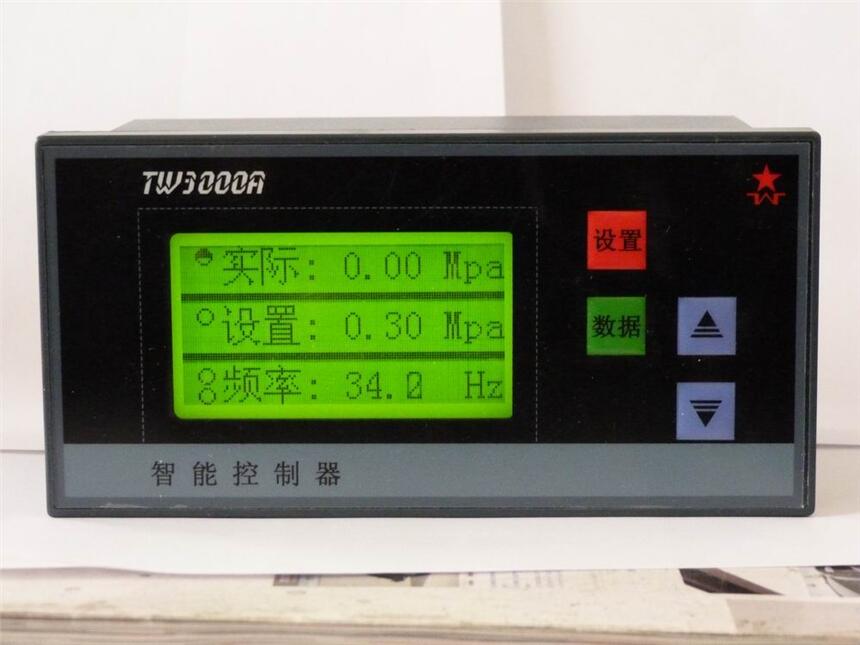 TW3000A
实际: 0.00 Mpa
设置: 0.30 Mpa
频率: 34.0 Hz
设置
数据
智能控制器